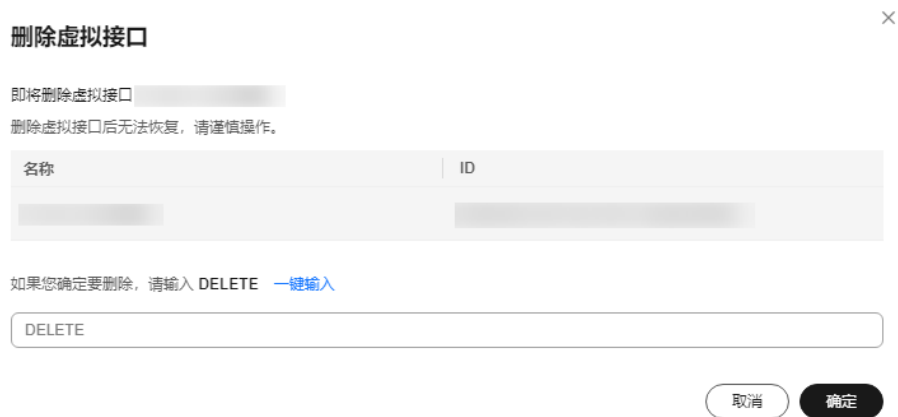 删除虚拟接口
即将删除虚拟接口
删除虚拟接口后无法恢复，请谨慎操作。
名称 ID
如果您确定要删除，请输入 DELETE 一键输入
DELETE
取消 确定